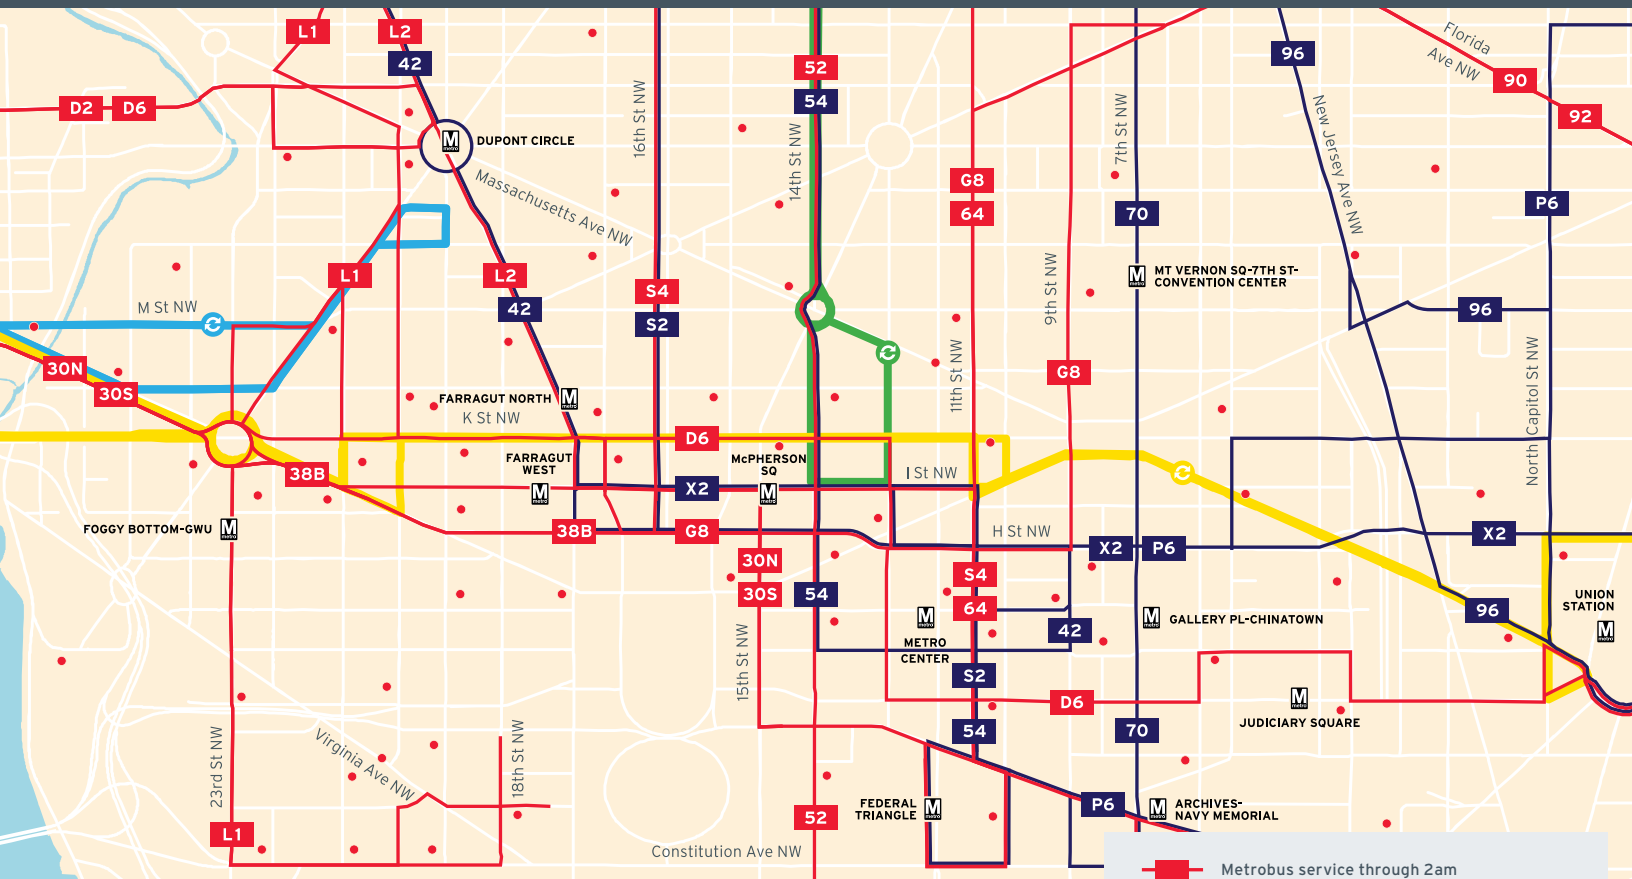 L1
L2
42
D2
D6
DUPONT CIRCLE
Massachusetts Ave NW
16th St NW
52
54
14th St NW
G8
64
7th St NW
70
96
New Jersey Ave NW
Florida
Ave NW
90
92
P6
L1
L2
42
S4
S2
MT VERNON SQ-7TH ST-
CONVENTION CENTER
9th St NW
96
M St NW
30N
30S
FARRAGUT NORTH
K St NW
11th St NW
G8
North Capitol St NW
D6
38B
FARRAGUT
WEST
McPHERSON
SQ
I St NW
X2
FOGGY BOTTOM-GWU
38B
G8
H St NW
X2
P6
X2
30N
30S
54
S4
64
METRO
CENTER
42
GALLERY PL-CHINATOWN
96
UNION
STATION
15th St NW
S2
D6
54
70
JUDICIARY SQUARE
23rd St NW
Virginia Ave NW
18th St NW
L1
52
FEDERAL
TRIANGLE
P6
ARCHIVES-
NAVY MEMORIAL
Constitution Ave NW
Metrobus service through 2am